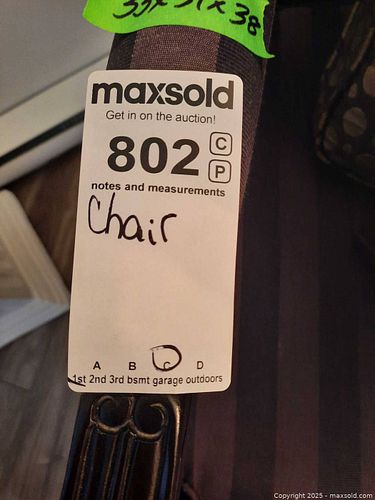 33x31x38
maxsold
Get in on the auction!
802 C
P
notes and measurements
Chair
A B C D
1st 2nd 3rd bsmt garage outdoors
Copyright © 2025 - maxsold.com